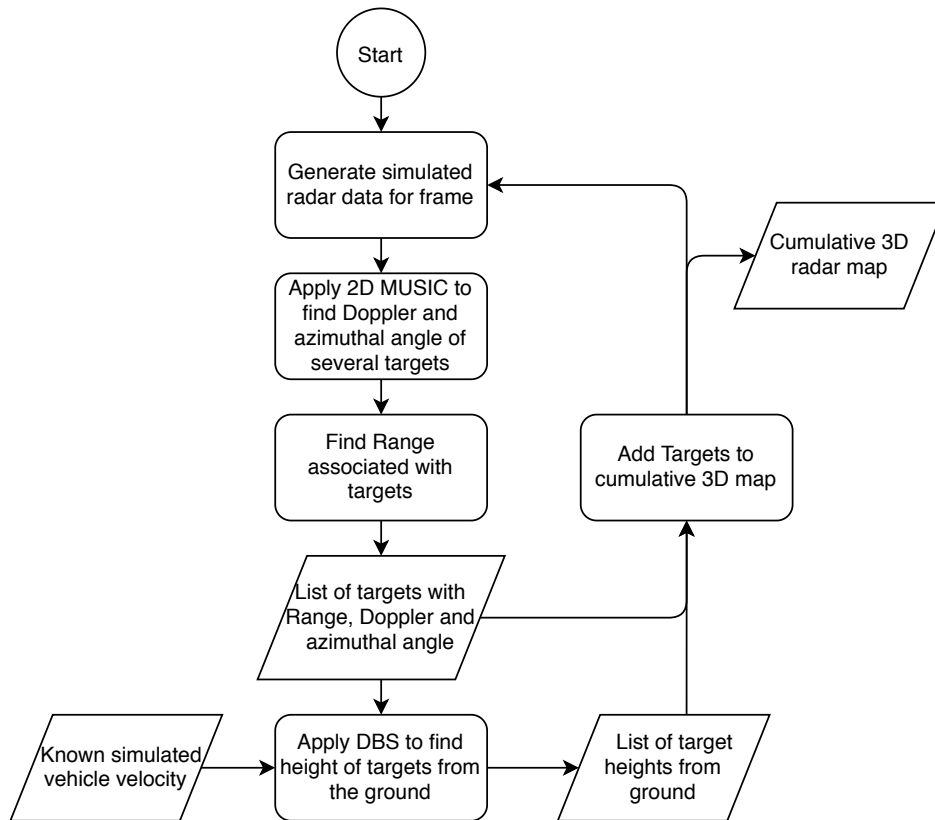 Start
Generate simulated
radar data for frame
Cumulative 3D
radar map
Apply 2D MUSIC to
find Doppler and
azimuthal angle of
several targets
Find Range
associated with
targets
Add Targets to
cumulative 3D map
List of targets with
Range, Doppler and
azimuthal angle
Known simulated
vehicle velocity
Apply DBS to find
height of targets from
the ground
List of target
heights from
ground